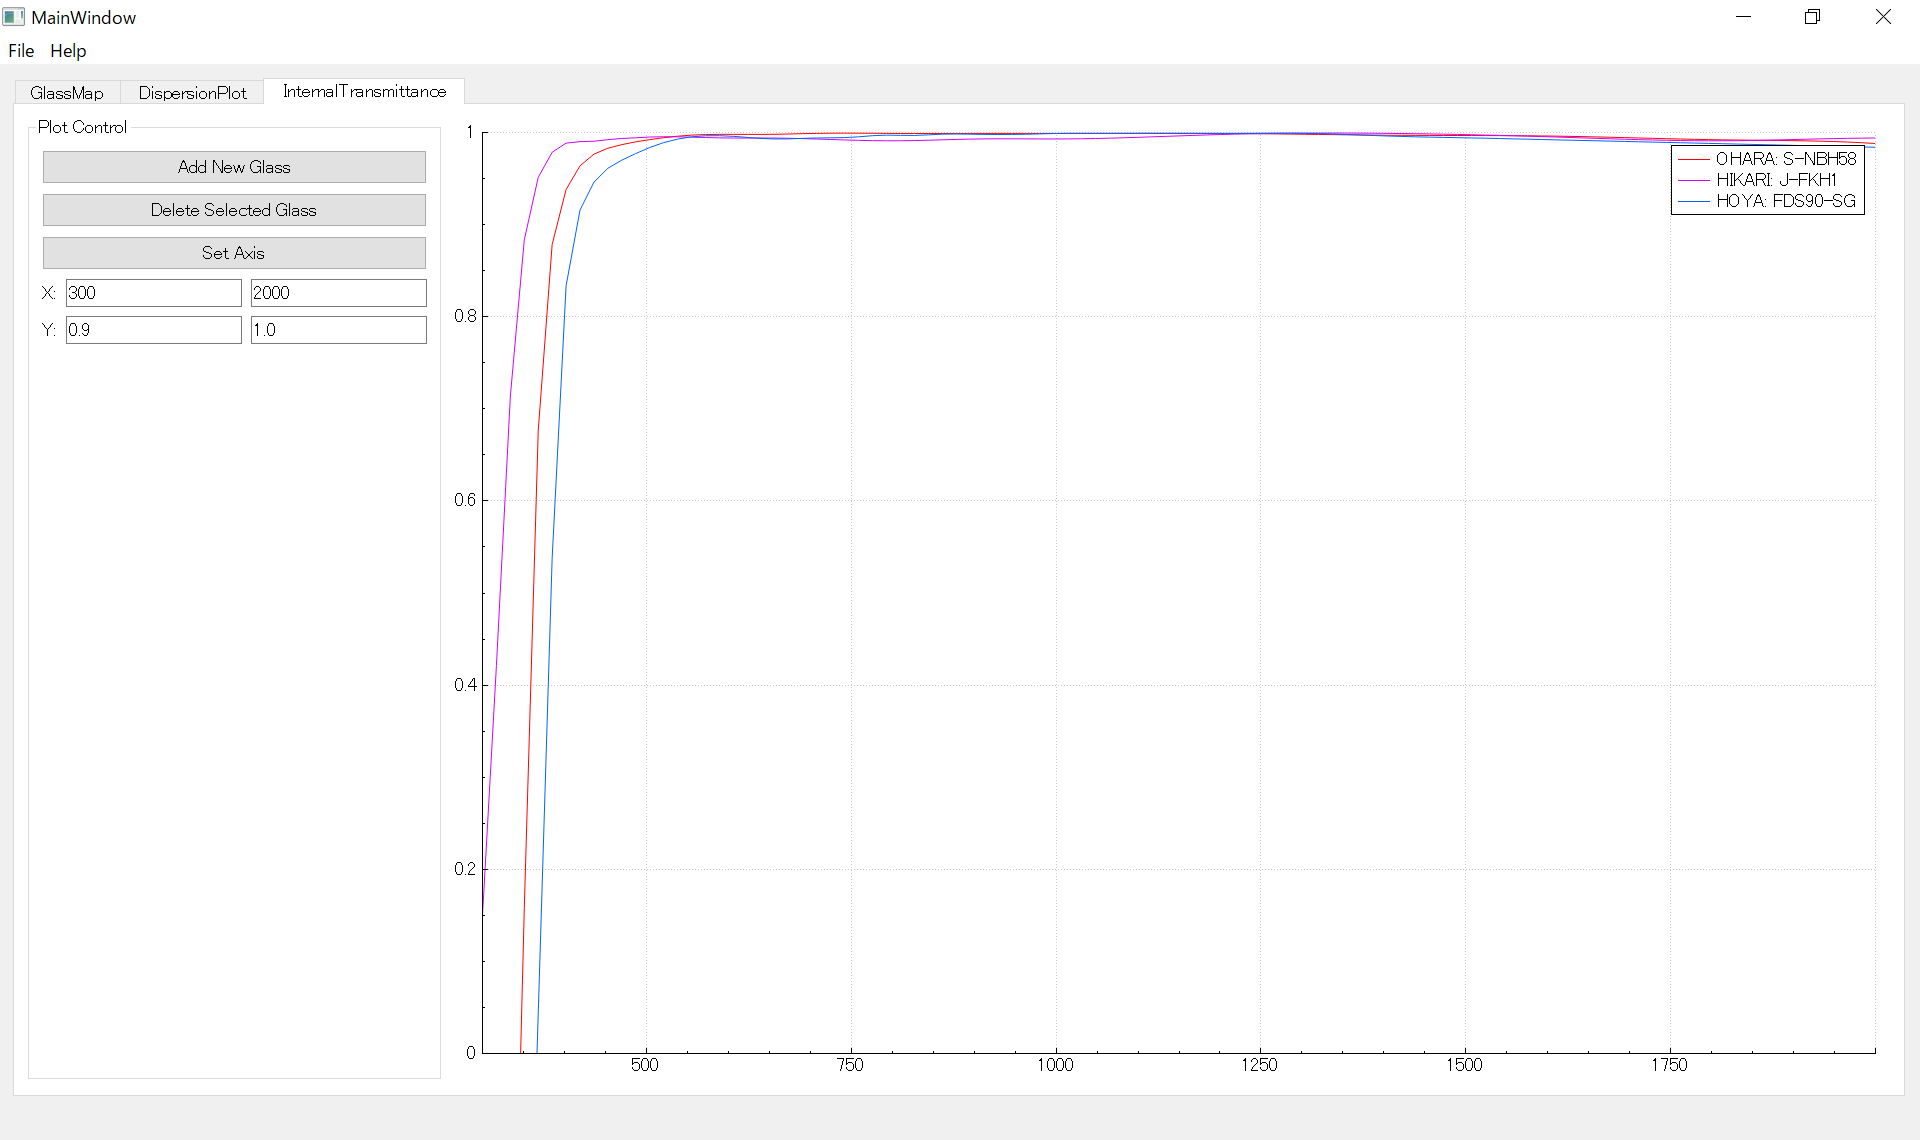 MainWindow
File Help
GlassMap DispersionPlot InternalTransmittance
Plot Control
Add New Glass
Delete Selected Glass
Set Axis
X: 300 2000
Y: 0.9 1.0
1
0.8
0.6
0.4
0.2
0
500 750 1000 1250 1500 1750
OHARA: S-NBH58
HIKARI: J-FKH1
HOYA: FDS90-SG